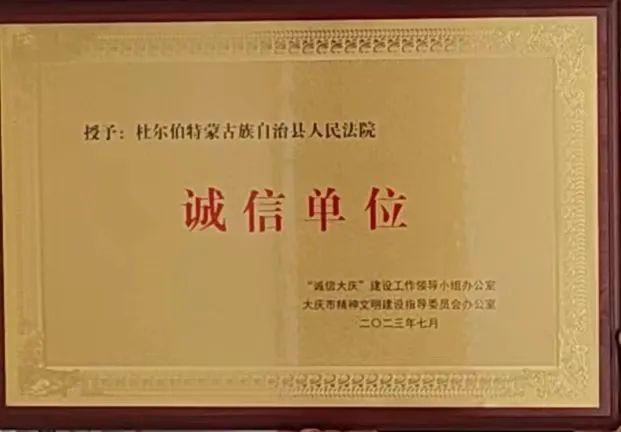 授予：杜尔伯特蒙古族自治县人民法院
诚信单位
“诚信大庆”建设工作领导小组办公室
大庆市精神文明建设指导委员会办公室
二〇二三年七月